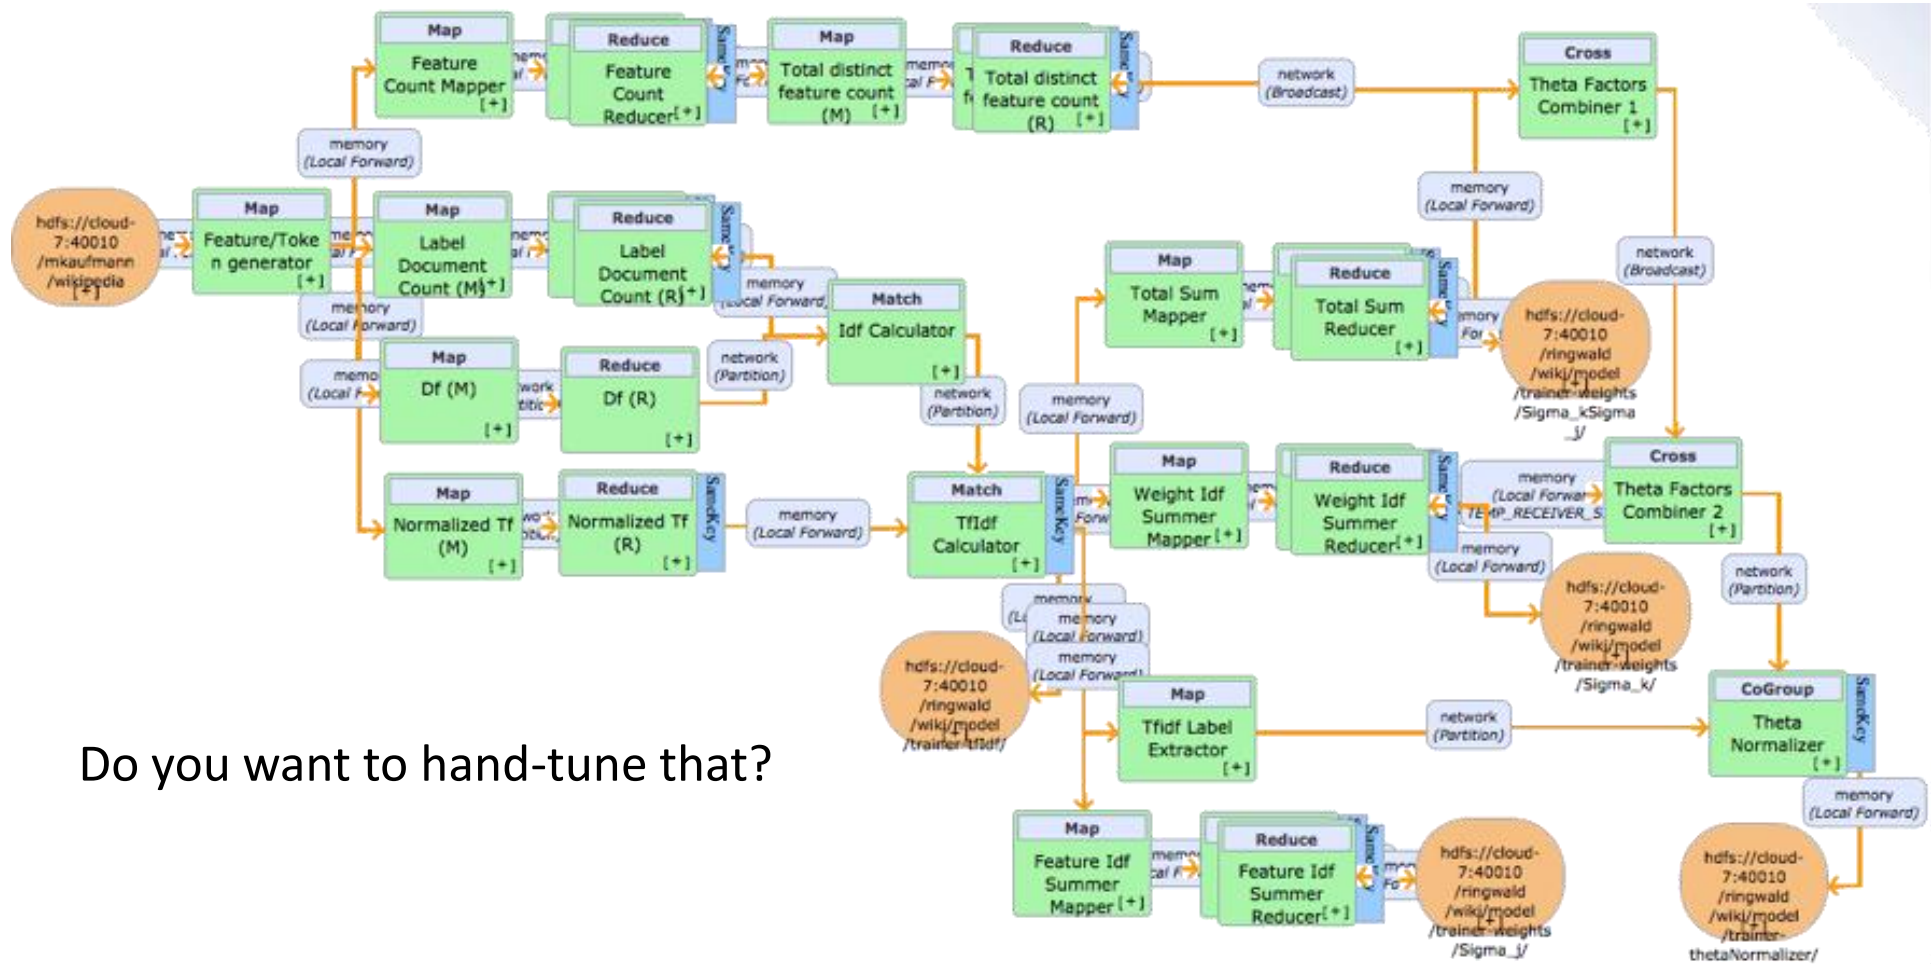 Map
Feature
Count Mapper
[+]
Reduce
Feature
Count
Reducer[+]
Map
Total distinct
feature count
(M) [+]
Reduce
Total distinct
feature count
(R) [+]
network
(Broadcast)
Cross
Theta Factors
Combiner 1
[+]
memory
(Local Forward)
memory
(Local Forward)
network
(Broadcast)
hdfs://cloud-
7:40010
/mkaufmann
/wikipedia
[+]
Map
Feature/Toke
n generator
[+]
Map
Label
Document
Count (M)[+]
Reduce
Label
Document
Count (R)[+]
memory
(Local Forward)
memory
(Local Forward)
Match
Idf Calculator
[+]
Map
Df (M)
[+]
Reduce
Df (R)
[+]
network
(Partition)
network
(Partition)
Map
Total Sum
Mapper
[+]
Reduce
Total Sum
Reducer
[+]
hdfs://cloud-
7:40010
/ringwald
/wiki/model
[+]
/trainer-weights
/Sigma_kSigma
_j/
memory
(Local Forward)
Map
Normalized Tf
(M)
[+]
Reduce
Normalized Tf
(R)
[+]
SameKey
memory
(Local Forward)
Match
TfIdf
Calculator
[+]
SameKey
Map
Weight Idf
Summer
Mapper[+]
Reduce
Weight Idf
Summer
Reducer[+]
memory
Cross
Theta Factors
Combiner 2
[+]
memory
(Local Forward)
network
(Partition)
hdfs://cloud-
7:40010
/ringwald
/wiki/model
[+]
/trainer-weights
/Sigma_k/
memory
memory
(Local Forward)
memory
(Local Forward)
hdfs://cloud-
7:40010
/ringwald
/wiki/model
[+]
/trainer-tfIdf/
Map
Tfidf Label
Extractor
[+]
network
(Partition)
CoGroup
Theta
Normalizer
[+]
SameKey
memory
(Local Forward)
Do you want to hand-tune that?
Map
Feature Idf
Summer
Mapper[+]
Reduce
Feature Idf
Summer
Reducer[+]
hdfs://cloud-
7:40010
/ringwald
/wiki/model
[+]
/trainer-weights
/Sigma_j/
hdfs://cloud-
7:40010
/ringwald
/wiki/model
[+]
/trainer-
thetaNormalizer/